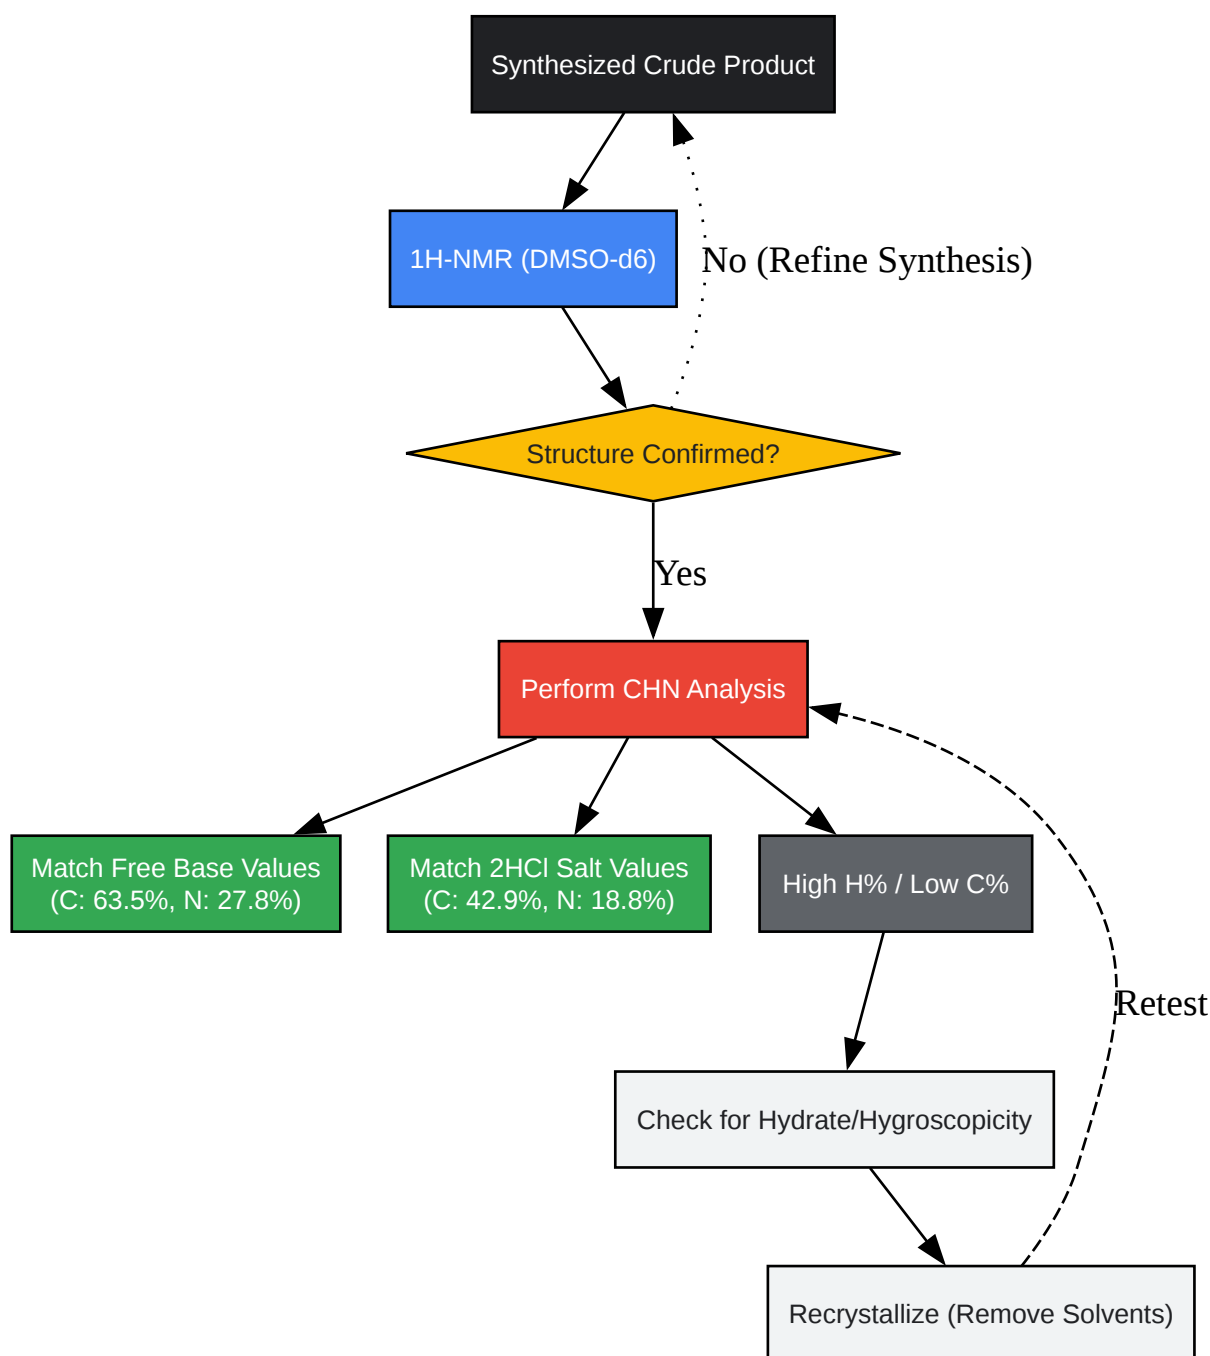 Synthesized Crude Product
1H-NMR (DMSO-d6)
No (Refine Synthesis)
Structure Confirmed?
Yes
Perform CHN Analysis
Match Free Base Values
(C: 63.5%, N: 27.8%)
Match 2HCl Salt Values
(C: 42.9%, N: 18.8%)
High H% / Low C%
Retest
Check for Hydrate/Hygroscopicity
Recrystallize (Remove Solvents)